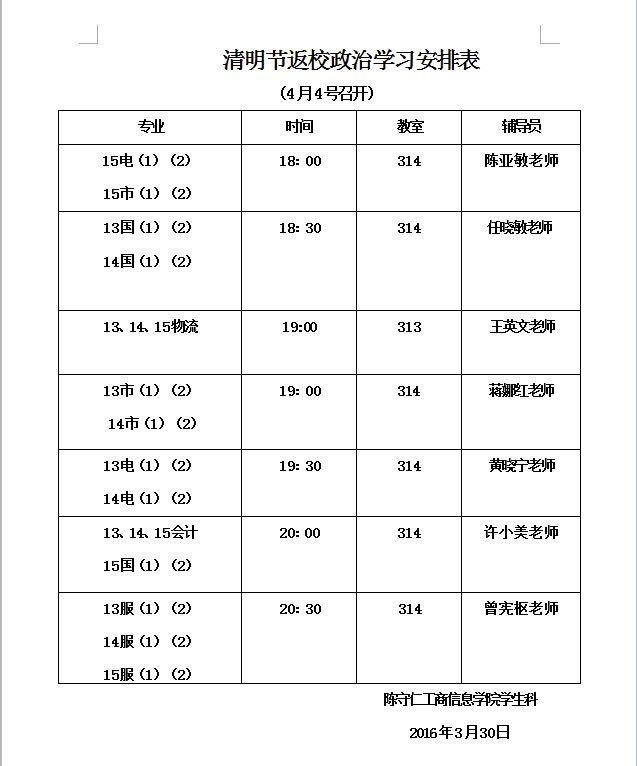 清明节返校政治学习安排表
（4月4号召开）
专业 时间 教室 辅导员
15电（1）（2） 18：00 314 陈亚敏老师
15市（1）（2）
13国（1）（2） 18：30 314 任晓敏老师
14国（1）（2）
13、14、15物流 19:00 313 王英文老师
13市（1）（2） 19：00 314 蒋娜红老师
14市（1）（2）
13电（1）（2） 19：30 314 黄晓宁老师
14电（1）（2）
13、14、15会计 20：00 314 许小美老师
15国（1）（2）
13服（1）（2） 20：30 314 曾宪枢老师
14服（1）（2）
15服（1）（2）
陈守仁工商信息学院学生科
2016年3月30日